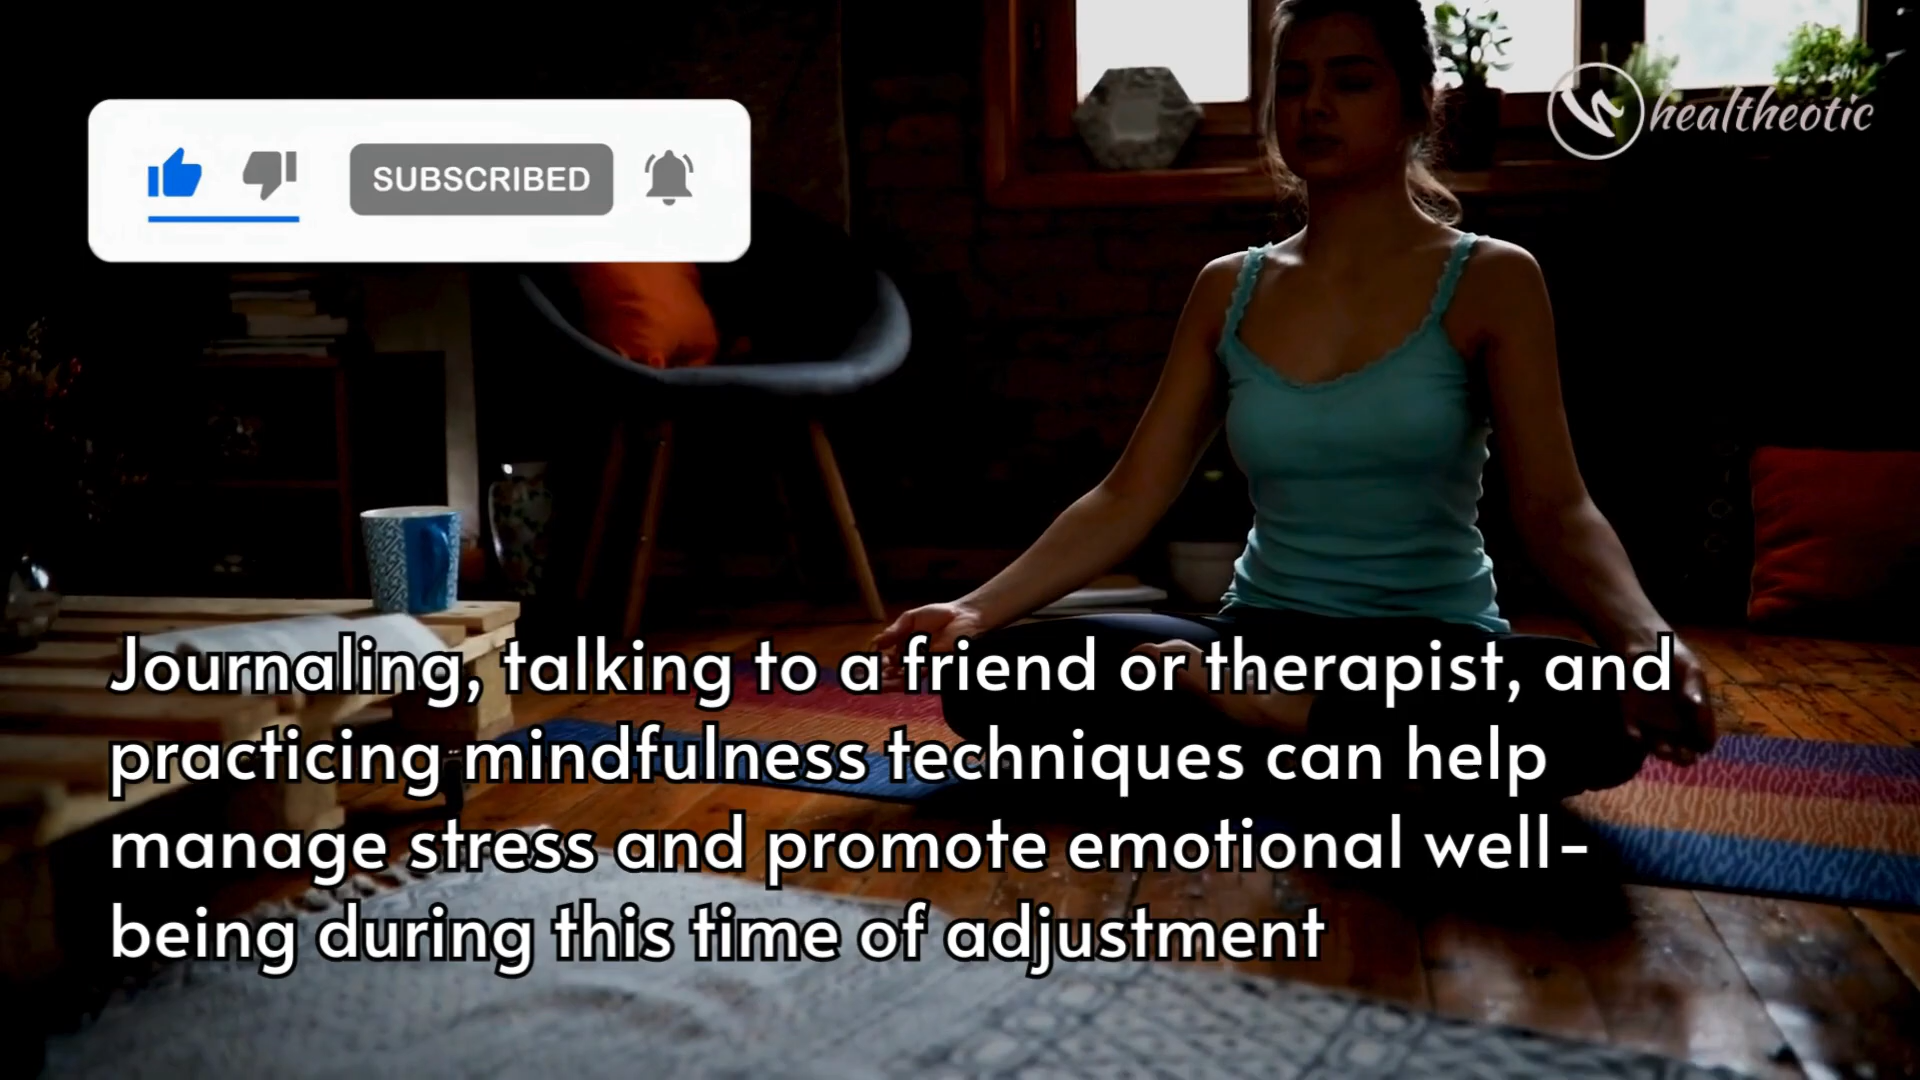 SUBSCRIBED
healtheotic
Journaling, talking to a friend or therapist, and
practicing mindfulness techniques can help
manage stress and promote emotional well-
being during this time of adjustment